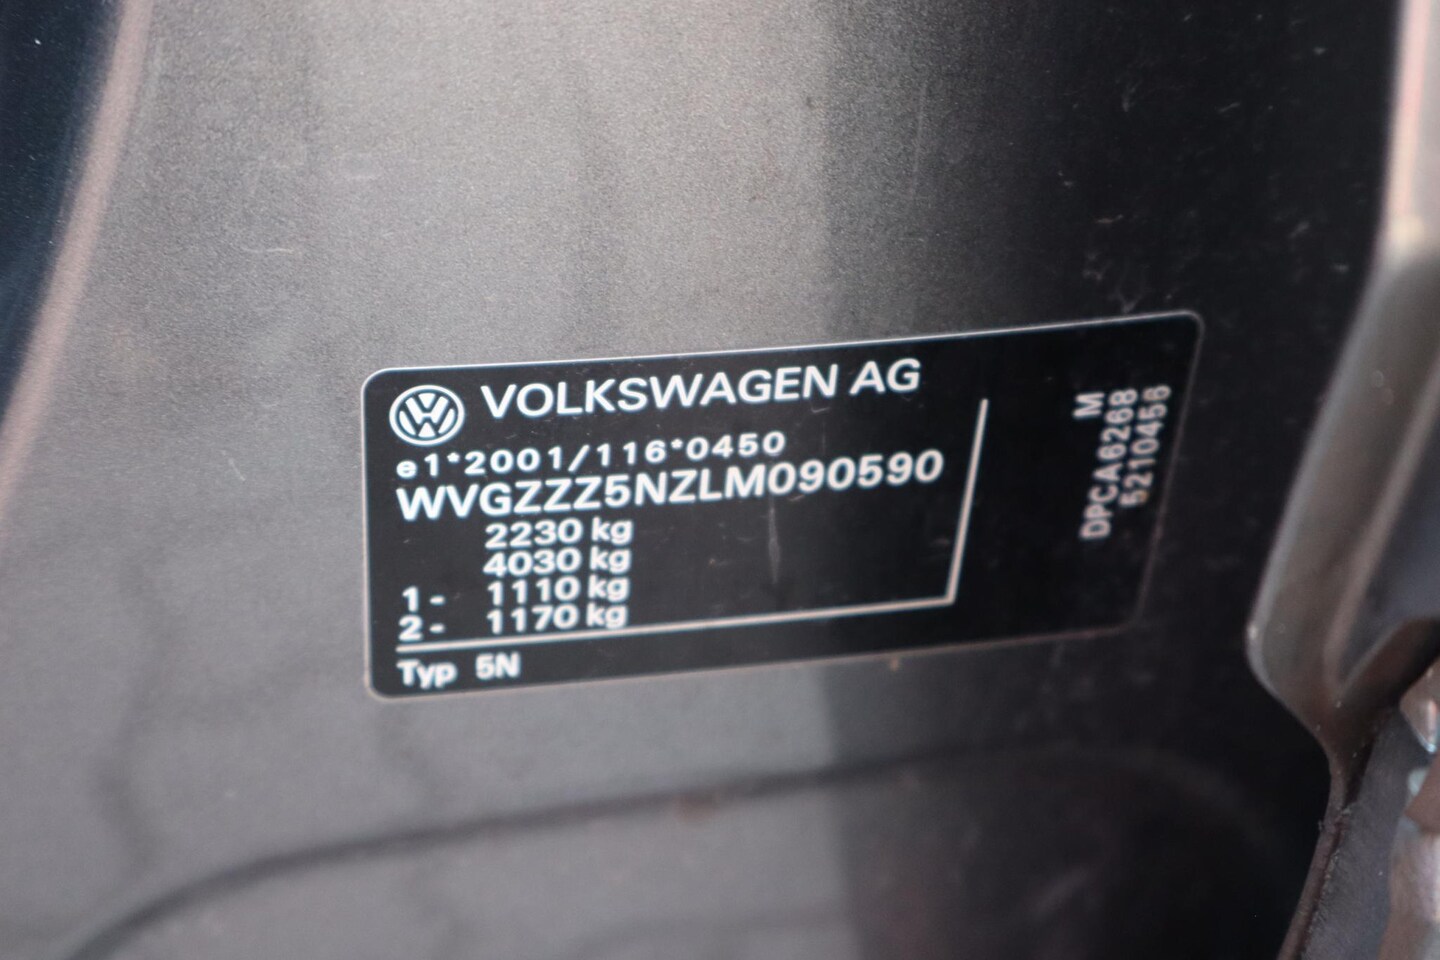 VOLKSWAGEN AG
e1*2001/116*0450
WVGZZZ5NZLM090590
2230 kg
4030 kg
1- 1110 kg
2- 1170 kg
Typ 5N
M
DPCA6268
5210456